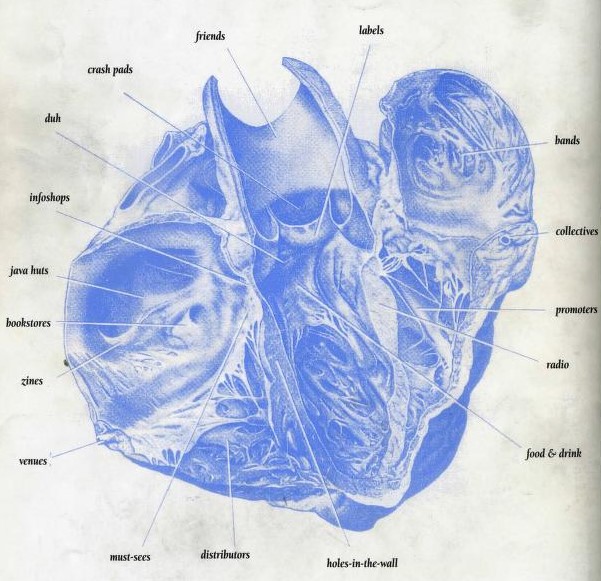 friends
labels
crash pads
duh
bands
infoshops
collectives
java huts
promoters
bookstores
radio
zines
food & drink
venues
must-sees
distributors
holes-in-the-wall